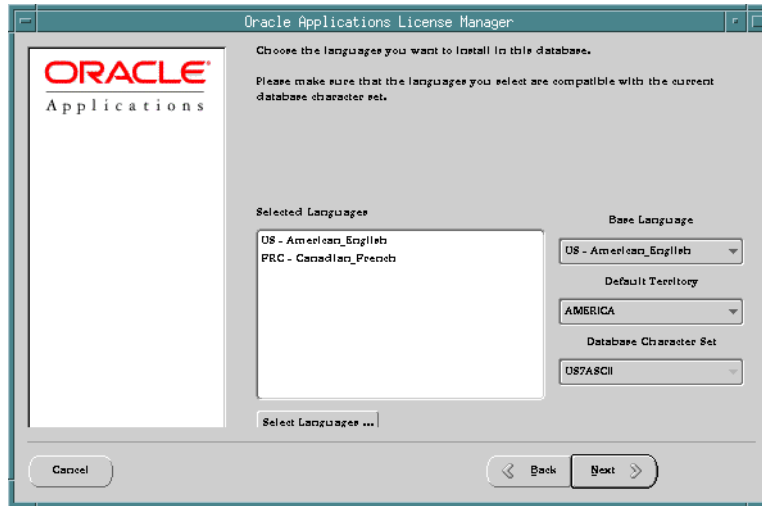 Oracle Applications License Manager
ORACLE®
Applications
Choose the languages you want to install in this database.
Please make sure that the languages you select are compatible with the current
database character set.
Selected Languages
US - American_English
FRC - Canadian_French
Base Language
US - American_English
Default Territory
AMERICA
Database Character Set
US7ASCII
Select Languages ...
Cancel
Back
Next